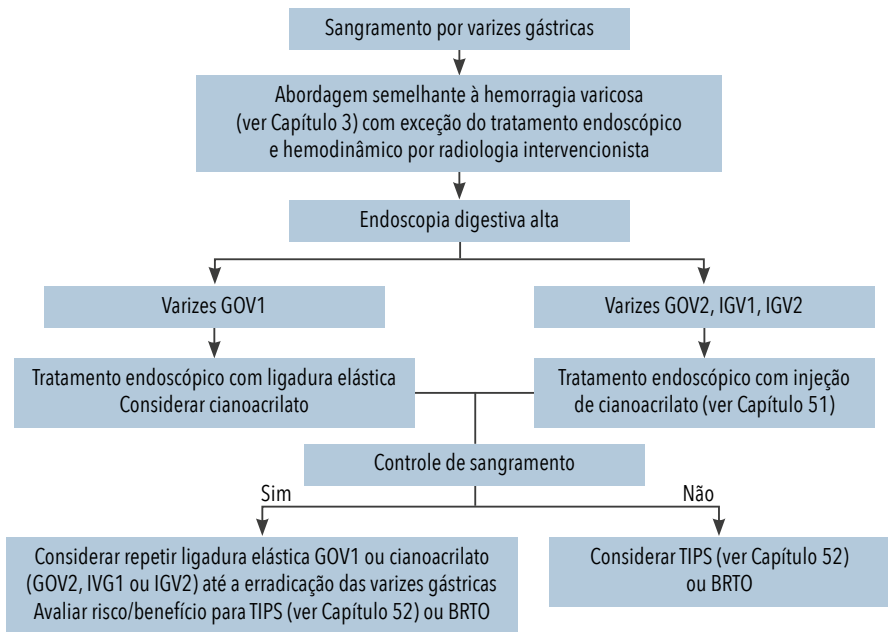 Sangramento por varizes gástricas
Abordagem semelhante à hemorragia varicosa
(ver Capítulo 3) com exceção do tratamento endoscópico
e hemodinâmico por radiologia intervencionista
Endoscopia digestiva alta
Varizes GOV1
Varizes GOV2, IGV1, IGV2
Tratamento endoscópico com ligadura elástica
Considerar cianoacrilato
Tratamento endoscópico com injeção
de cianoacrilato (ver Capítulo 51)
Controle de sangramento
Sim
Não
Considerar repetir ligadura elástica GOV1 ou cianoacrilato
(GOV2, IVG1 ou IGV2) até a erradicação das varizes gástricas
Avaliar risco/benefício para TIPS (ver Capítulo 52) ou BRTO
Considerar TIPS (ver Capítulo 52)
ou BRTO